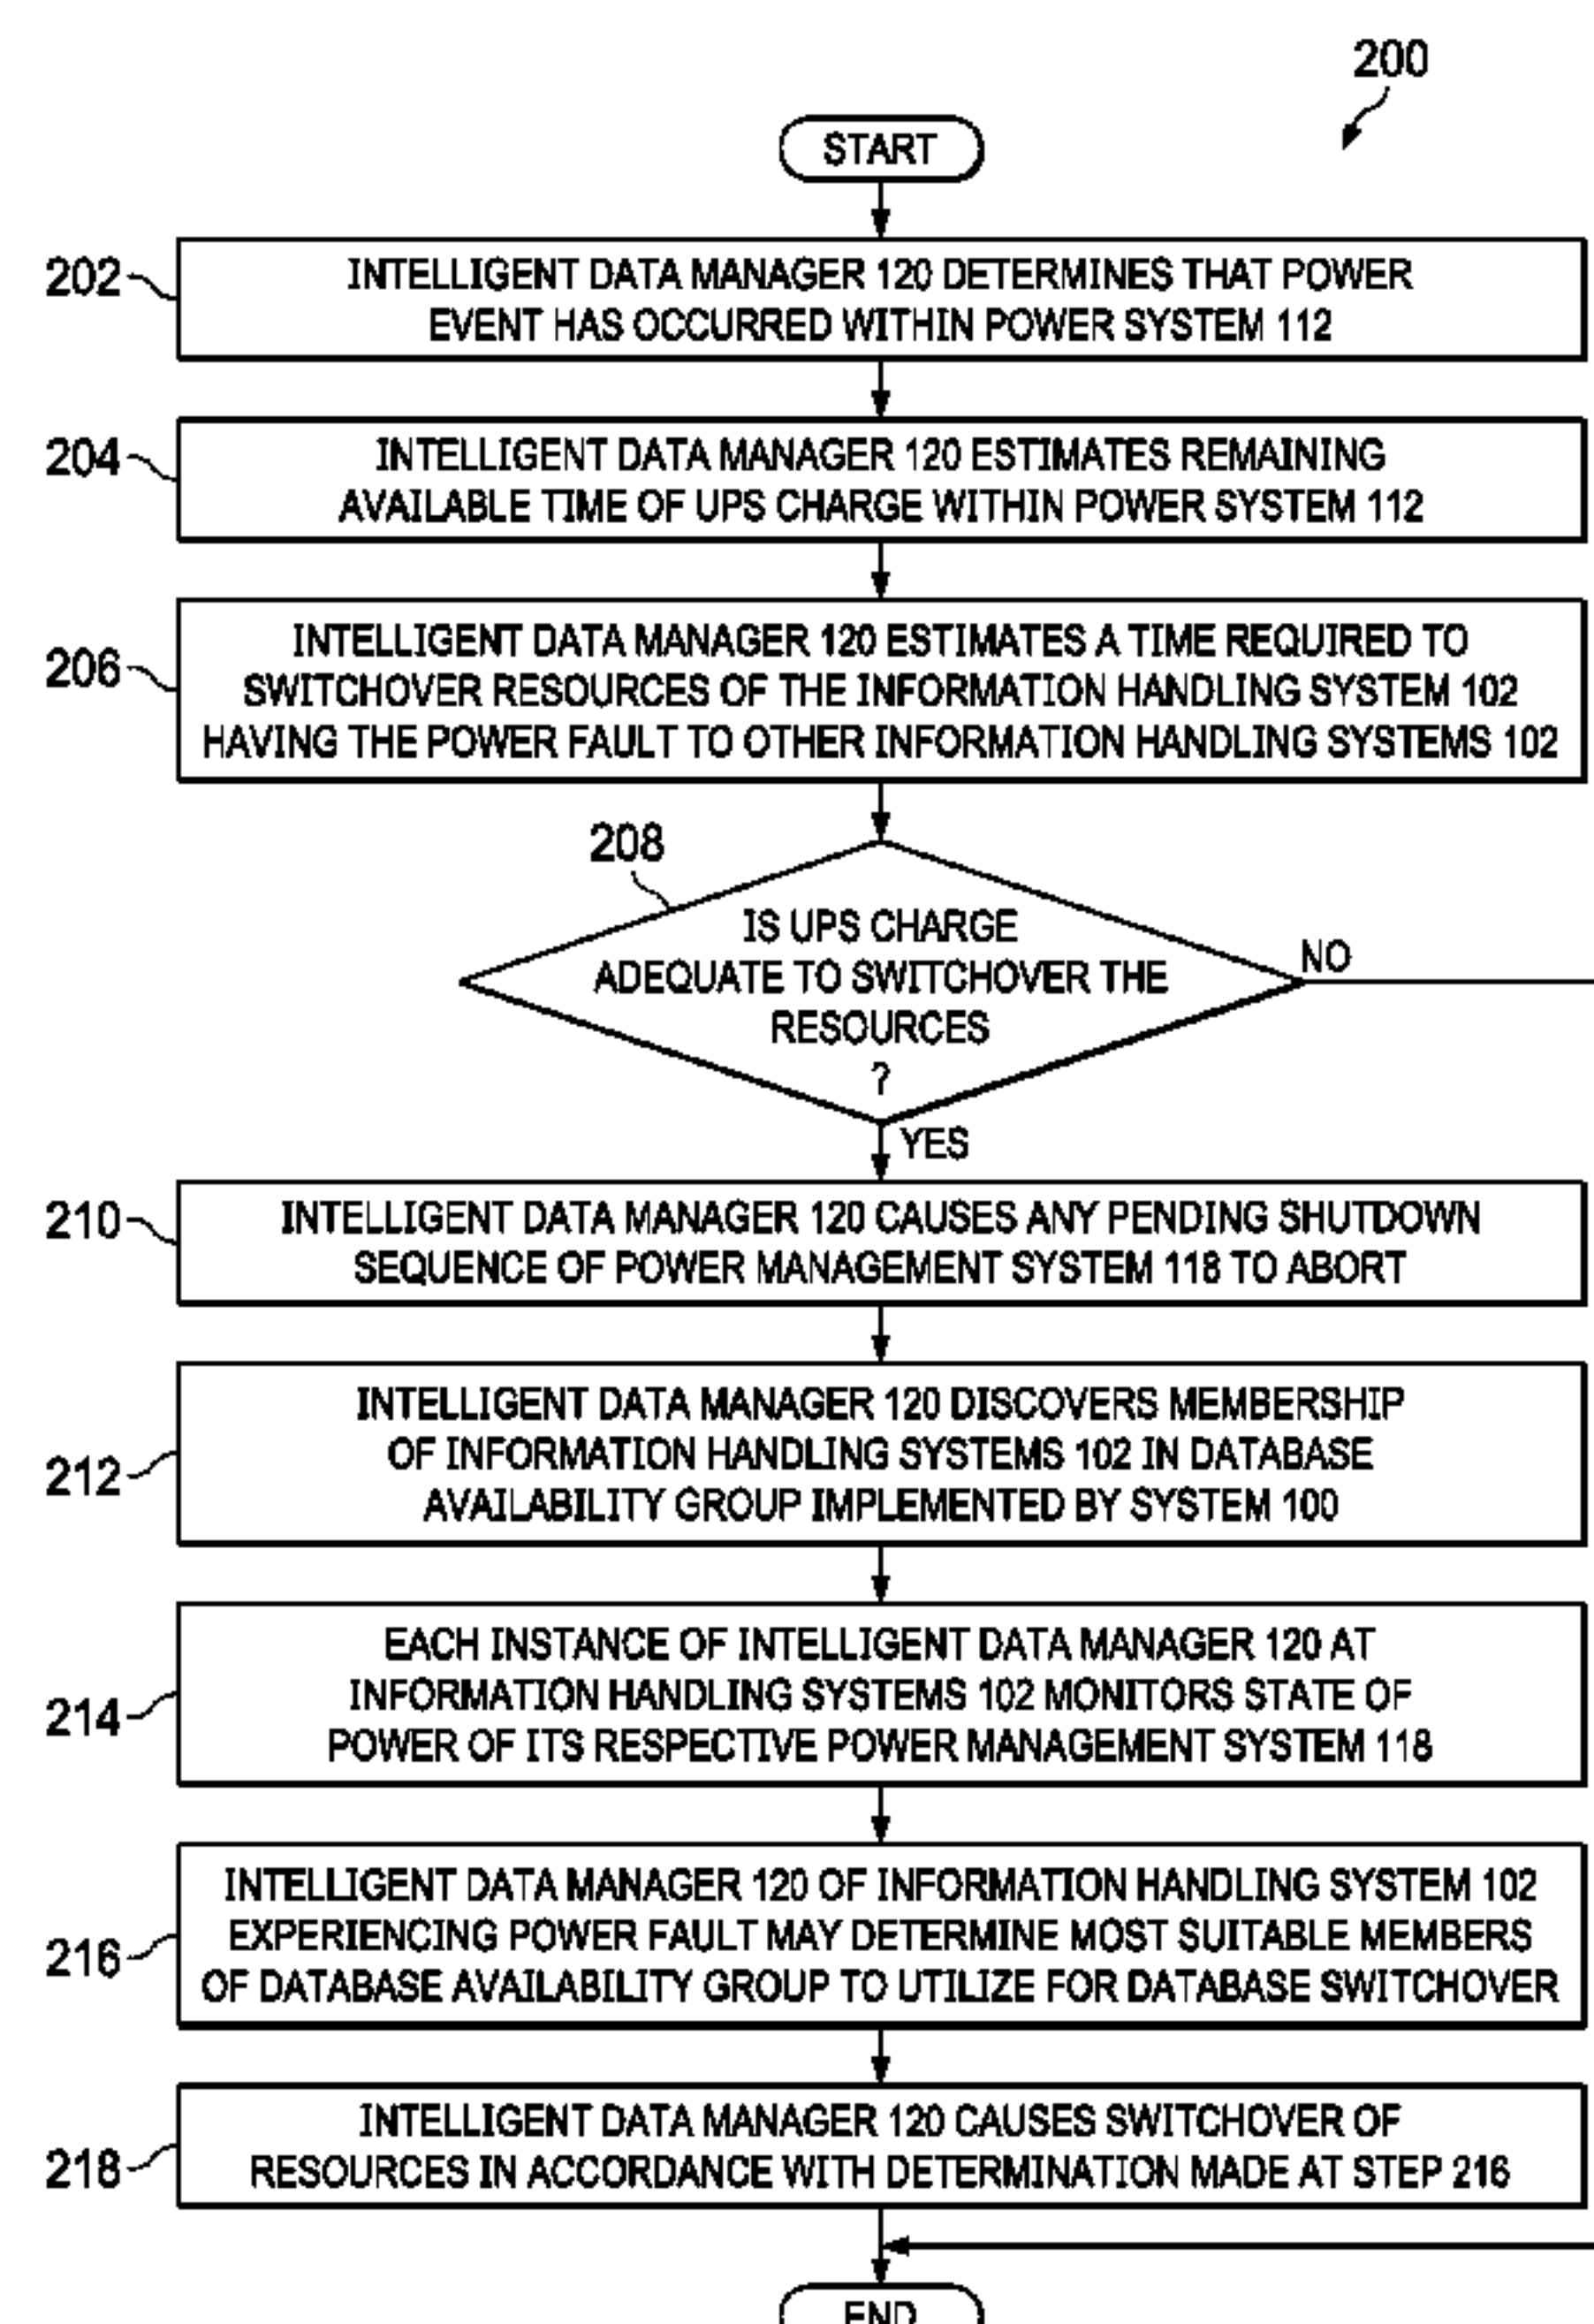 200
START
202
INTELLIGENT DATA MANAGER 120 DETERMINES THAT POWER
EVENT HAS OCCURRED WITHIN POWER SYSTEM 112
204
INTELLIGENT DATA MANAGER 120 ESTIMATES REMAINING
AVAILABLE TIME OF UPS CHARGE WITHIN POWER SYSTEM 112
206
INTELLIGENT DATA MANAGER 120 ESTIMATES A TIME REQUIRED TO
SWITCHOVER RESOURCES OF THE INFORMATION HANDLING SYSTEM 102
HAVING THE POWER FAULT TO OTHER INFORMATION HANDLING SYSTEMS 102
208
IS UPS CHARGE
ADEQUATE TO SWITCHOVER THE
RESOURCES
?
NO
YES
210
INTELLIGENT DATA MANAGER 120 CAUSES ANY PENDING SHUTDOWN
SEQUENCE OF POWER MANAGEMENT SYSTEM 118 TO ABORT
212
INTELLIGENT DATA MANAGER 120 DISCOVERS MEMBERSHIP
OF INFORMATION HANDLING SYSTEMS 102 IN DATABASE
AVAILABILITY GROUP IMPLEMENTED BY SYSTEM 100
214
EACH INSTANCE OF INTELLIGENT DATA MANAGER 120 AT
INFORMATION HANDLING SYSTEMS 102 MONITORS STATE OF
POWER OF ITS RESPECTIVE POWER MANAGEMENT SYSTEM 118
216
INTELLIGENT DATA MANAGER 120 OF INFORMATION HANDLING SYSTEM 102
EXPERIENCING POWER FAULT MAY DETERMINE MOST SUITABLE MEMBERS
OF DATABASE AVAILABILITY GROUP TO UTILIZE FOR DATABASE SWITCHOVER
218
INTELLIGENT DATA MANAGER 120 CAUSES SWITCHOVER OF
RESOURCES IN ACCORDANCE WITH DETERMINATION MADE AT STEP 216
END